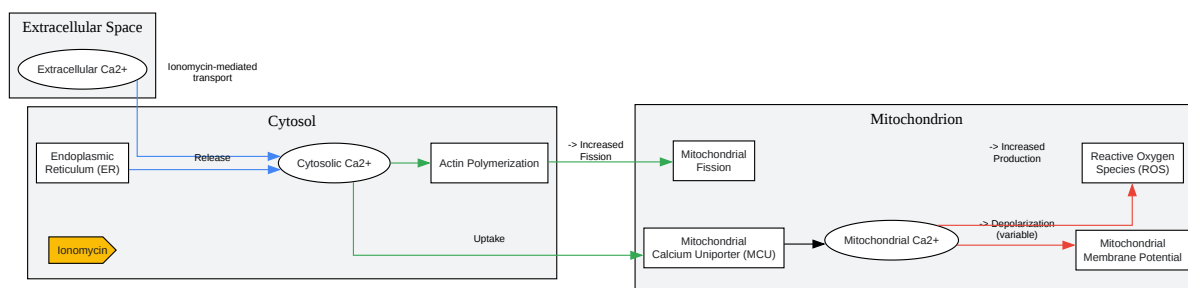 Extracellular Space
Extracellular Ca2+
Ionomycin-mediated
transport
Cytosol
Endoplasmic
Reticulum (ER)
Release
Cytosolic Ca2+
Actin Polymerization
-> Increased
Fission
Ionomycin
Uptake
Mitochondrion
Mitochondrial
Fission
-> Increased
Production
Reactive Oxygen
Species (ROS)
Mitochondrial
Calcium Uniporter (MCU)
Mitochondrial Ca2+
-> Depolarization
(variable)
Mitochondrial
Membrane Potential